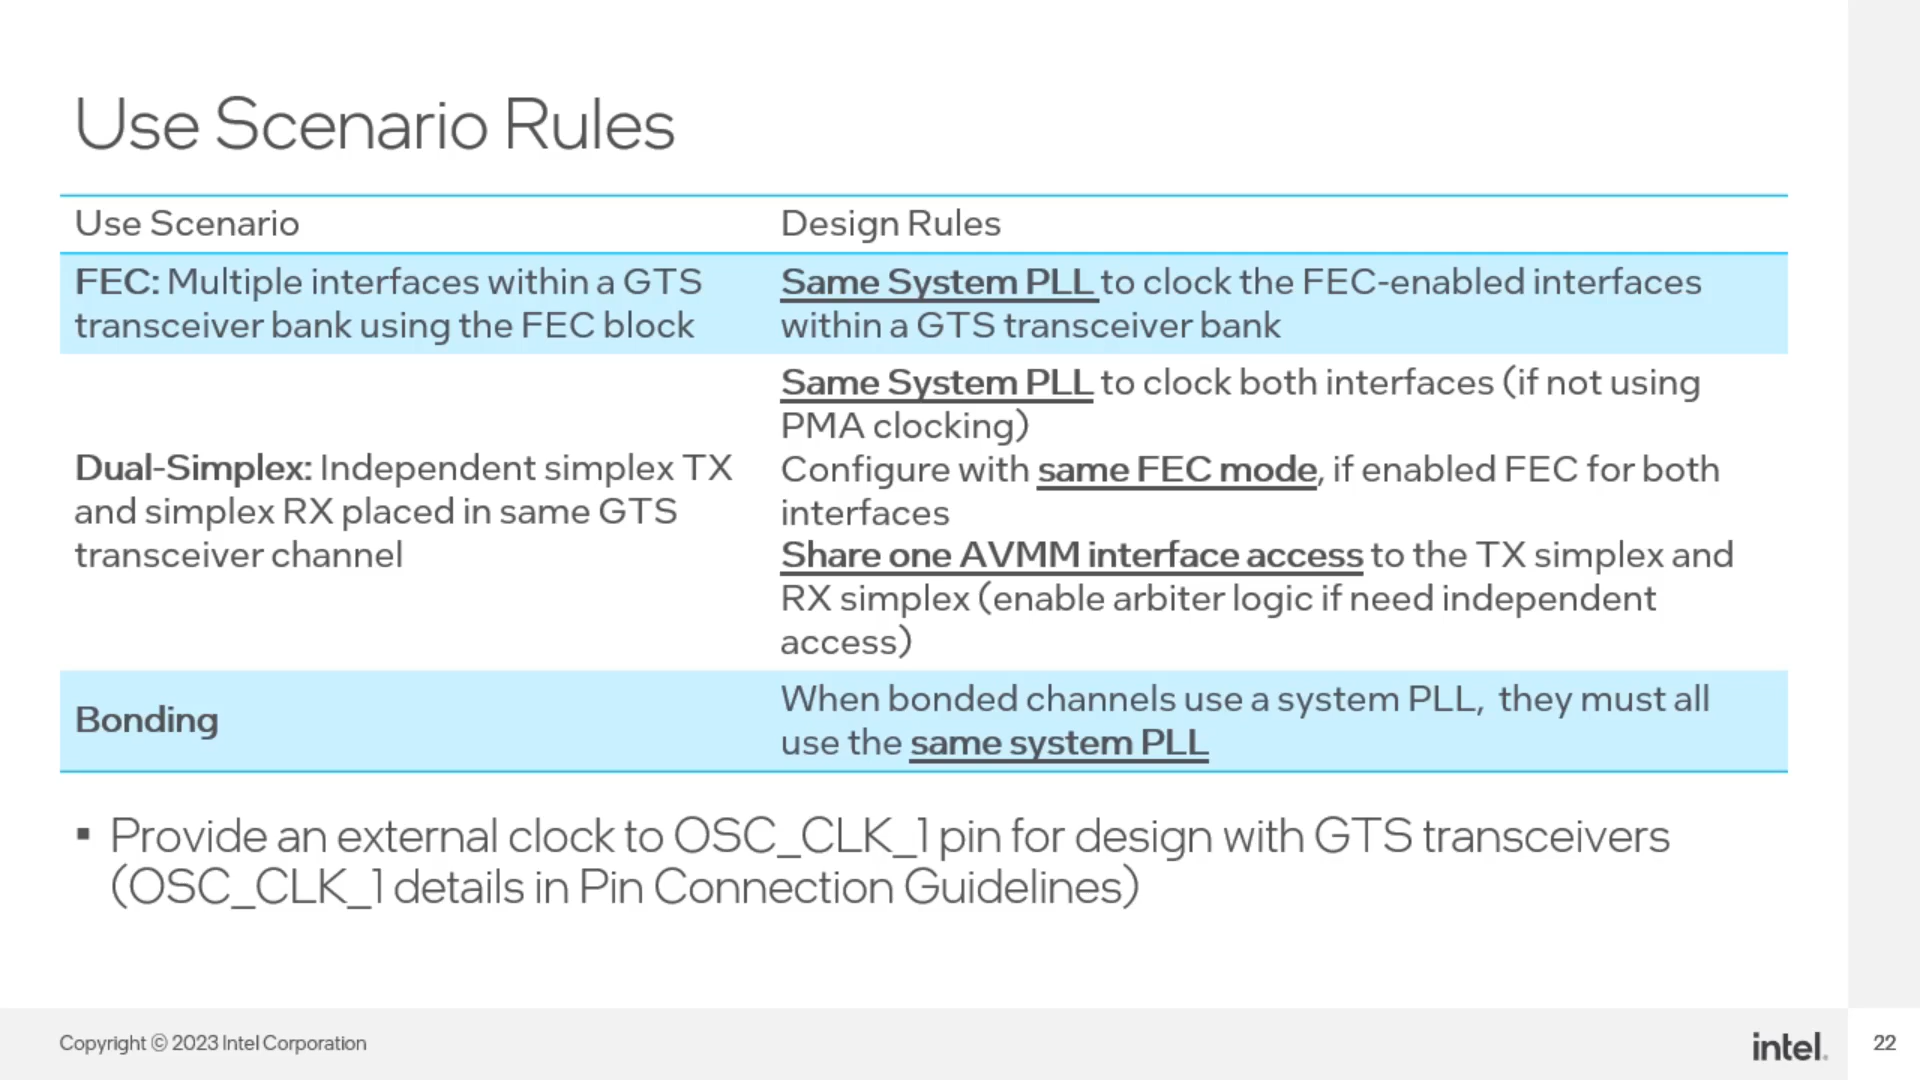 Use Scenario Rules
Use Scenario
Design Rules
FEC: Multiple interfaces within a GTS
transceiver bank using the FEC block
Same System PLL to clock the FEC-enabled interfaces
within a GTS transceiver bank
Dual-Simplex: Independent simplex TX
and simplex RX placed in same GTS
transceiver channel
Same System PLL to clock both interfaces (if not using
PMA clocking)
Configure with same FEC mode, if enabled FEC for both
interfaces
Share one AVMM interface access to the TX simplex and
RX simplex (enable arbiter logic if need independent
access)
Bonding
When bonded channels use a system PLL, they must all
use the same system PLL
▪ Provide an external clock to OSC_CLK_1 pin for design with GTS transceivers
(OSC_CLK_1 details in Pin Connection Guidelines)
Copyright © 2023 Intel Corporation
intel.
22